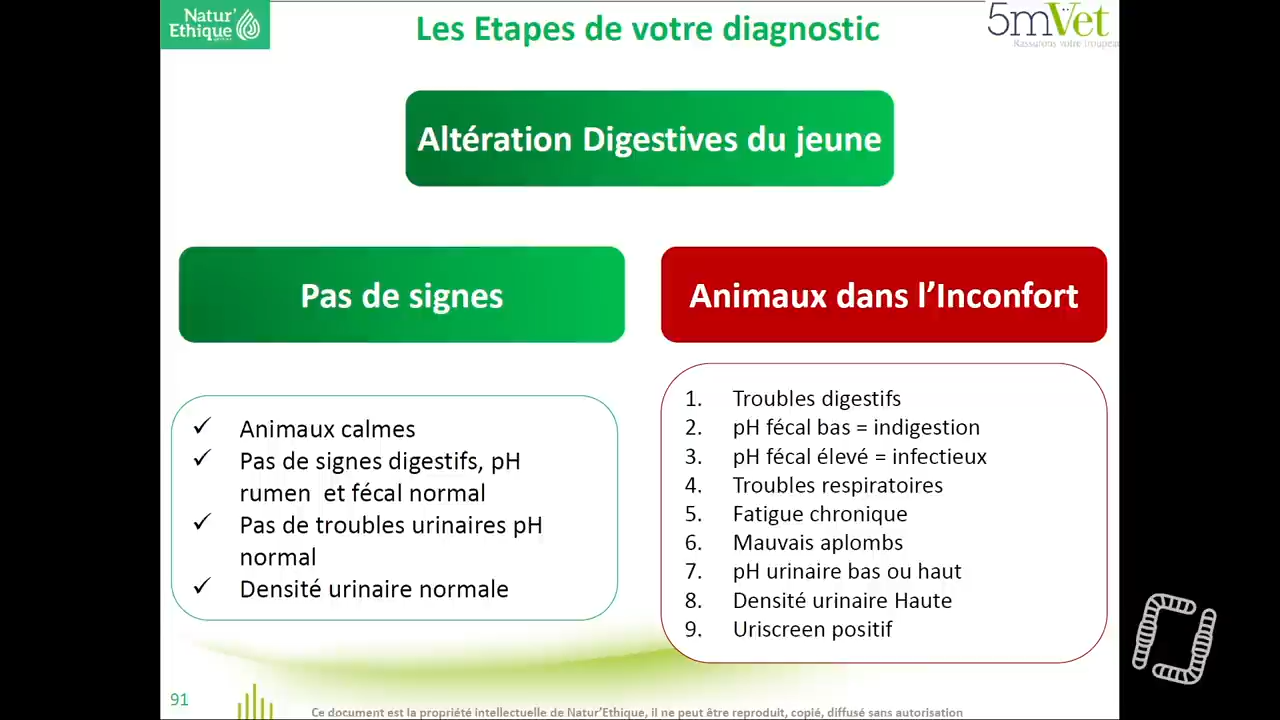 Natur'
Ethique
Les Etapes de votre diagnostic
5mVet
Rassurons votre troupeau
Altération Digestives du jeune
Pas de signes
Animaux dans l'Inconfort
✓ Animaux calmes
✓ Pas de signes digestifs, pH
rumen et fécal normal
✓ Pas de troubles urinaires pH
normal
✓ Densité urinaire normale
1. Troubles digestifs
2. pH fécal bas = indigestion
3. pH fécal élevé = infectieux
4. Troubles respiratoires
5. Fatigue chronique
6. Mauvais aplombs
7. pH urinaire bas ou haut
8. Densité urinaire Haute
9. Uriscreen positif
91
Ce document est la propriété intellectuelle de Natur'Ethique, il ne peut être reproduit, copié, diffusé sans autorisation